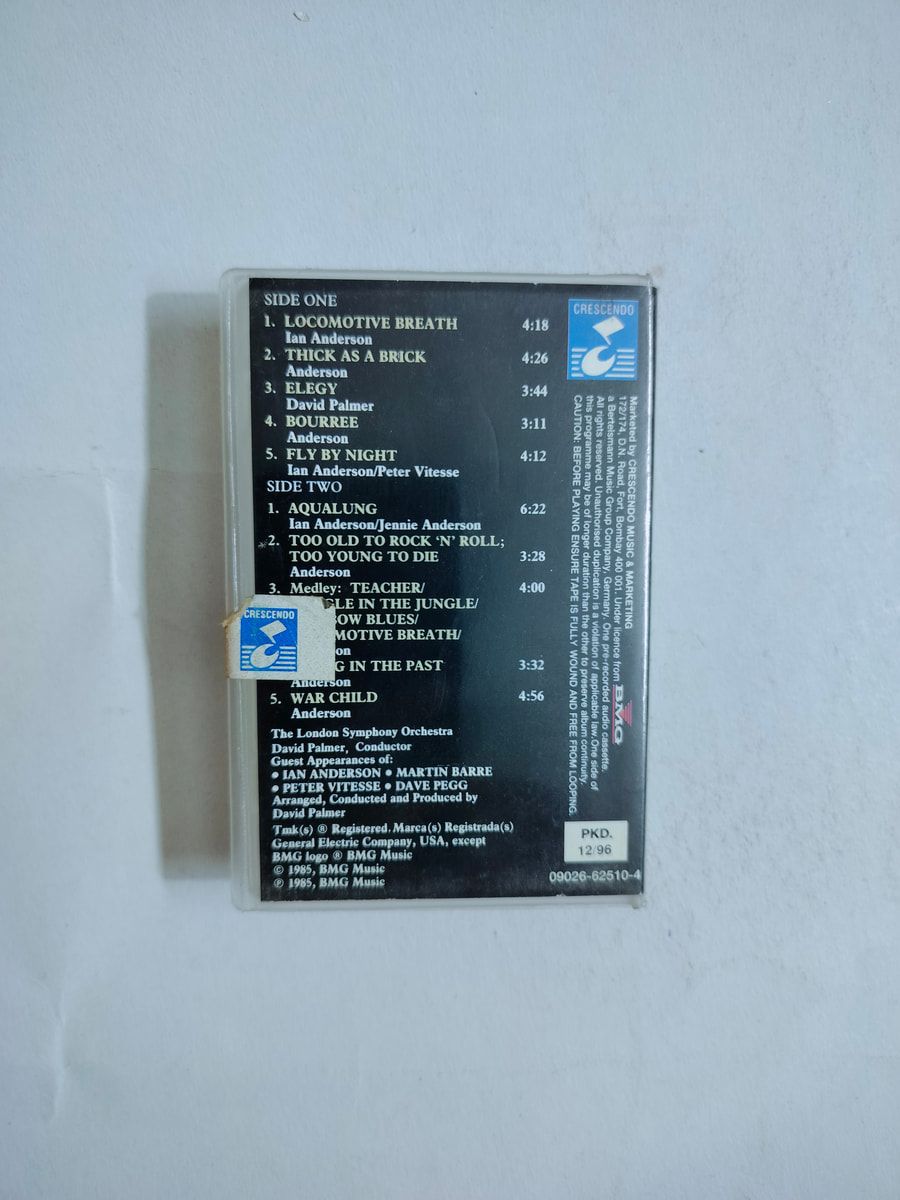 SIDE ONE
1. LOCOMOTIVE BREATH 4:18
Ian Anderson
2. THICK AS A BRICK 4:26
Anderson
3. ELEGY 3:44
David Palmer
4. BOUREE 3:11
Anderson
5. FLY BY NIGHT 4:12
Ian Anderson/Peter Vitesse
SIDE TWO
1. AQUALUNG 6:22
Ian Anderson/Jennie Anderson
2. TOO OLD TO ROCK 'N' ROLL;
TOO YOUNG TO DIE 3:28
Anderson
3. Medley: TEACHER/ 4:00
LE IN THE JUNGLE/
BOW BLUES/
MOTIVE BREATH/
on
G IN THE PAST 3:32
Anderson
5. WAR CHILD 4:56
Anderson
The London Symphony Orchestra
David Palmer, Conductor
Guest Appearances of:
• IAN ANDERSON • MARTIN BARRE
• PETER VITESSE • DAVE PEGG
Arranged, Conducted and Produced by
David Palmer
Tmk(s) ® Registered. Marca(s) Registrada(s)
General Electric Company, USA, except
BMG logo ® BMG Music
© 1985, BMG Music
℗ 1985, BMG Music
CRESCENDO
CRESCENDO
Marketed by CRESCENDO MUSIC & MARKETING
172/174, D.N. Road, Fort, Bombay 400 001. Under licence from BMG
a Bertelsmann Music Group Company, Germany. One pre-recorded audio cassette.
All rights reserved. Unauthorised duplication is a violation of applicable law. One side of
this programme may be of longer duration than the other to preserve album continuity.
CAUTION: BEFORE PLAYING ENSURE TAPE IS FULLY WOUND AND FREE FROM LOOPING.
PKD.
12/96
09026-62510-4